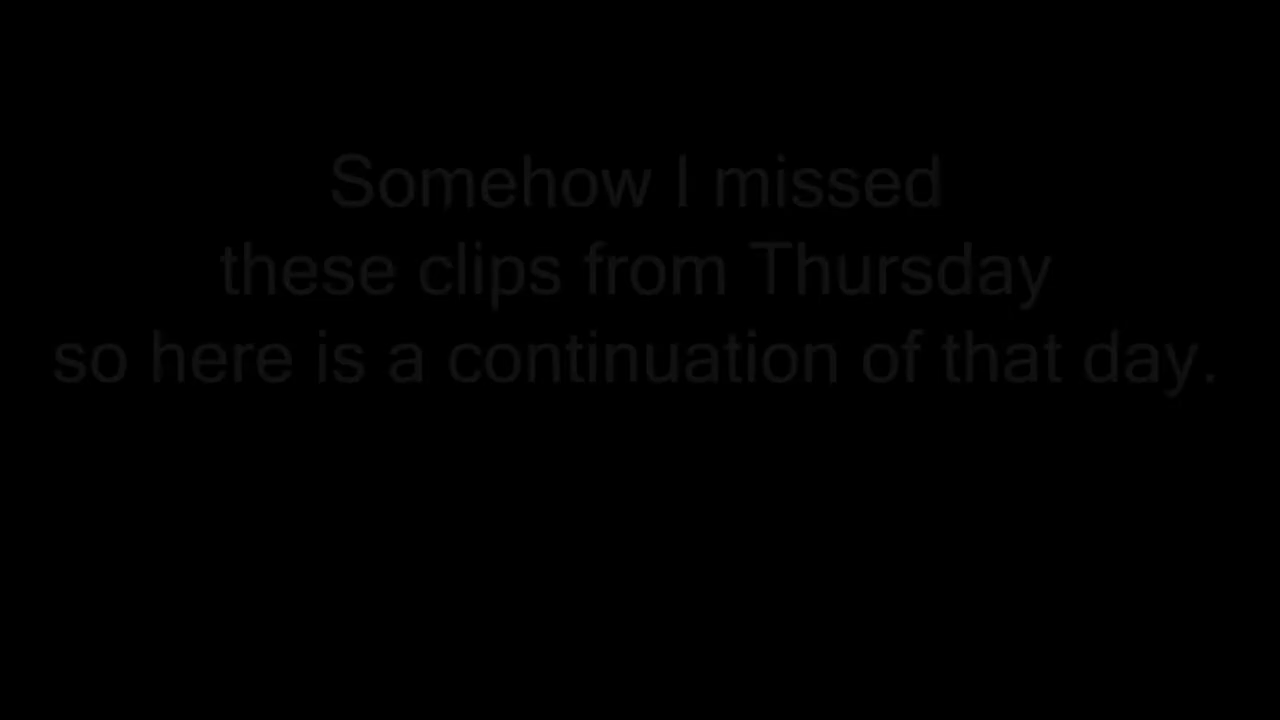 Somehow I missed
these clips from Thursday
so here is a continuation of that day.